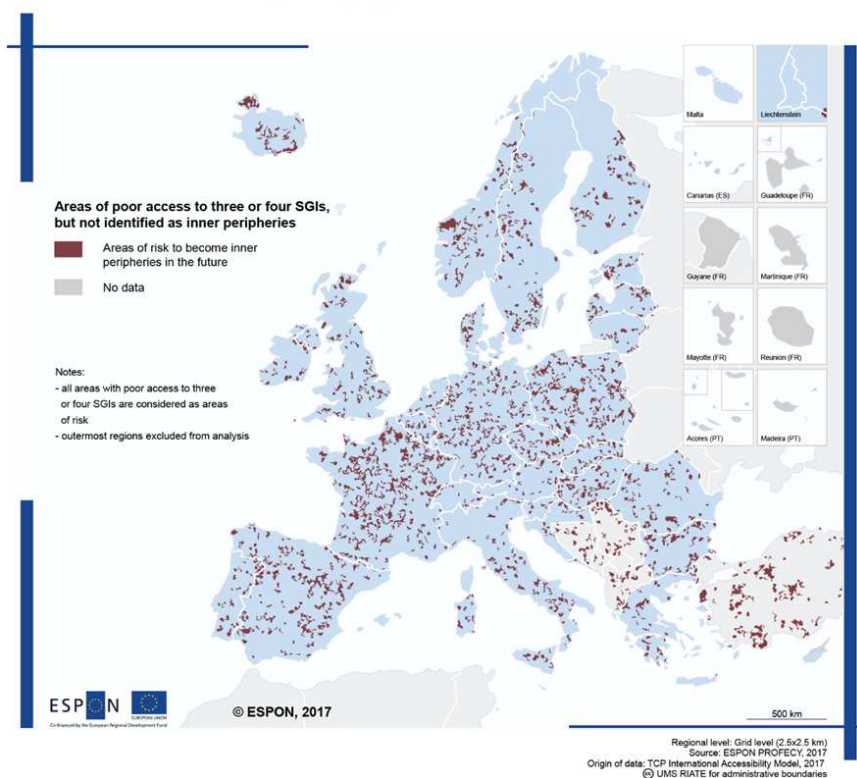 Areas of poor access to three or four SGIs,
but not identified as inner peripheries
Areas of risk to become inner
peripheries in the future
No data
Notes:
- all areas with poor access to three
or four SGIs are considered as areas
of risk
- outermost regions excluded from analysis
Malta
Liechtenstein
Canarias (ES)
Guadeloupe (FR)
Guyane (FR)
Martinique (FR)
Mayotte (FR)
Reunion (FR)
Acores (PT)
Madeira (PT)
ESPON
EUROPEAN UNION
Co-financed by the European Regional Development Fund
© ESPON, 2017
500 km
Regional level: Grid level (2.5x2.5 km)
Source: ESPON PROFECY, 2017
Origin of data: TCP International Accessibility Model, 2017
(cc) UMS RIATE for administrative boundaries